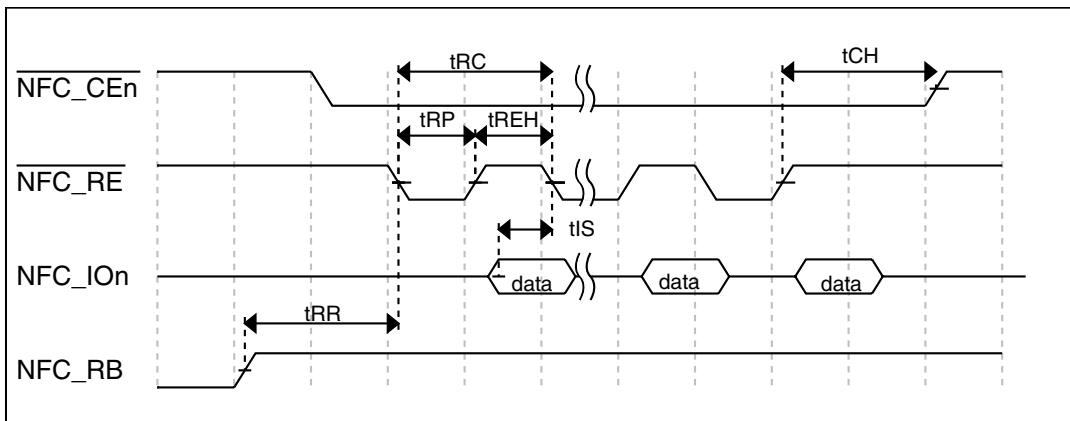 tRC
tCH
NFC_CEn
tRP
tREH
NFC_RE
tIS
NFC_IOn
data
data
data
tRR
NFC_RB